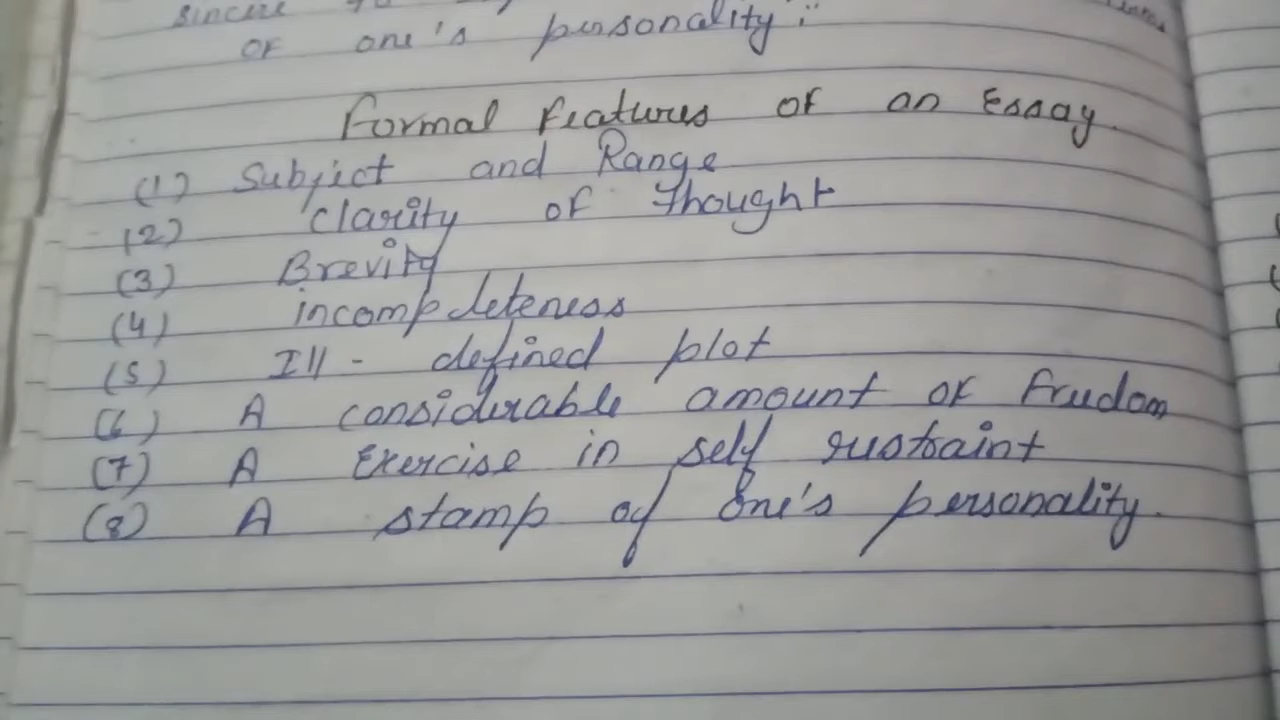 sincere
of one's personality."
Formal Features of an Essay.
(1) Subject and Range
(2) Clarity of Thought
(3) Brevity
(4) incompleteness
(5) Ill - defined plot
(6) A considerable amount of Freedom
(7) A Exercise in self restraint
(8) A stamp of One's personality.